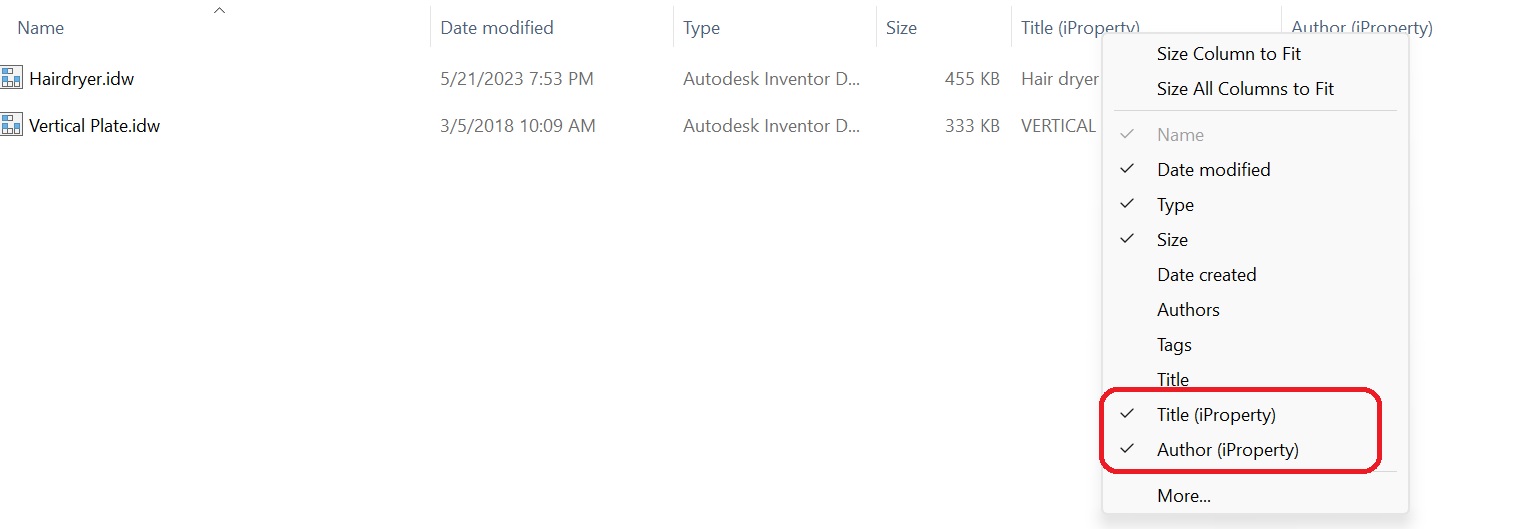 Name Date modified Type Size Title (iProperty) Author (iProperty)
Hairdryer.idw 5/21/2023 7:53 PM Autodesk Inventor D... 455 KB Hair dryer
Vertical Plate.idw 3/5/2018 10:09 AM Autodesk Inventor D... 333 KB VERTICAL
Size Column to Fit
Size All Columns to Fit
Name
Date modified
Type
Size
Date created
Authors
Tags
Title
Title (iProperty)
Author (iProperty)
More...